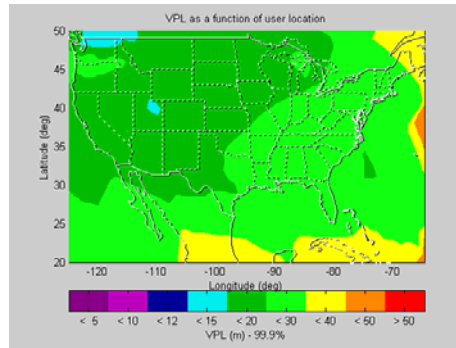 VPL as a function of user location
50
45
40
35
30
25
20
Latitude (deg)
-120 -110 -100 -90 -80 -70
Longitude (deg)
< 5 < 10 < 12 < 15 < 20 < 30 < 40 < 50 > 50
VPL (m) - 99.9%